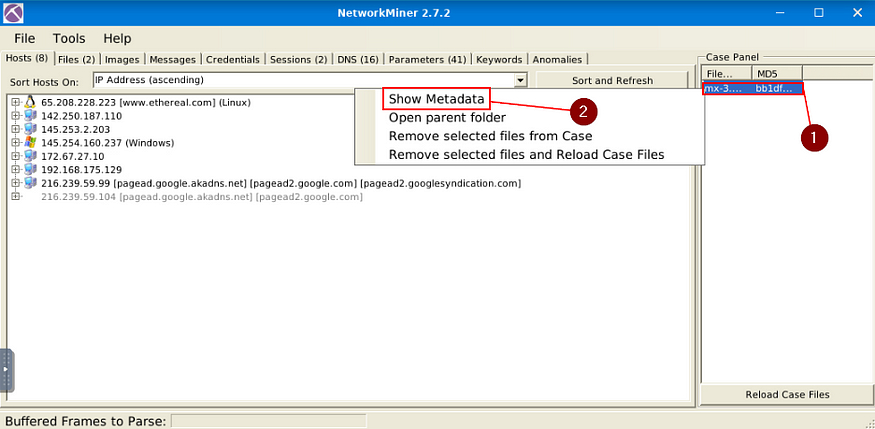 NetworkMiner 2.7.2
File Tools Help
Hosts (8) Files (2) Images Messages Credentials Sessions (2) DNS (16) Parameters (41) Keywords Anomalies
Sort Hosts On: IP Address (ascending) Sort and Refresh
65.208.228.223 [www.ethereal.com] (Linux)
142.250.187.110
145.253.2.203
145.254.160.237 (Windows)
172.67.27.10
192.168.175.129
216.239.59.99 [pagead.google.akadns.net] [pagead2.google.com] [pagead2.googlesyndication.com]
216.239.59.104 [pagead.google.akadns.net] [pagead2.google.com]
Show Metadata
2
Open parent folder
Remove selected files from Case
Remove selected files and Reload Case Files
Case Panel
File... MD5
mx-3.... bb1df...
1
Reload Case Files
Buffered Frames to Parse: